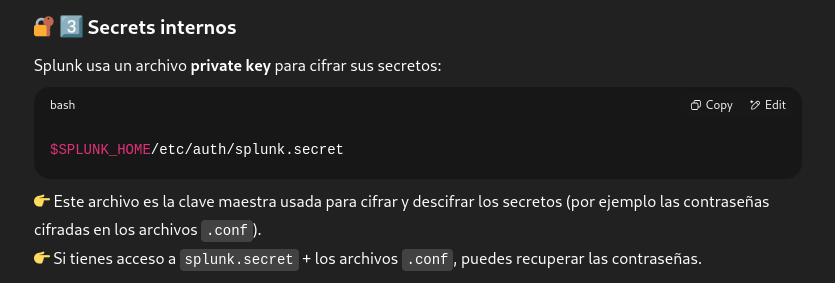 🔐 3️⃣ Secrets internos
Splunk usa un archivo private key para cifrar sus secretos:
bash Copy Edit
$SPLUNK_HOME/etc/auth/splunk.secret
👉 Este archivo es la clave maestra usada para cifrar y descifrar los secretos (por ejemplo las contraseñas
cifradas en los archivos .conf).
👉 Si tienes acceso a splunk.secret + los archivos .conf, puedes recuperar las contraseñas.